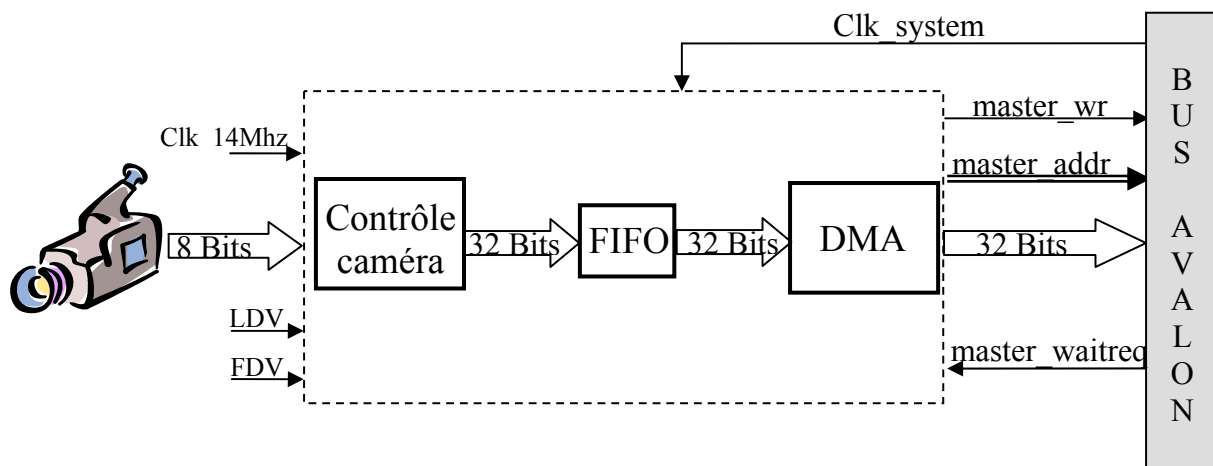 Clk_system
B
U
S
A
V
A
L
O
N
master_wr
Clk 14Mhz
master_addr
Contrôle
caméra
FIFO
DMA
8 Bits
32 Bits
32 Bits
32 Bits
LDV
master_waitreq
FDV